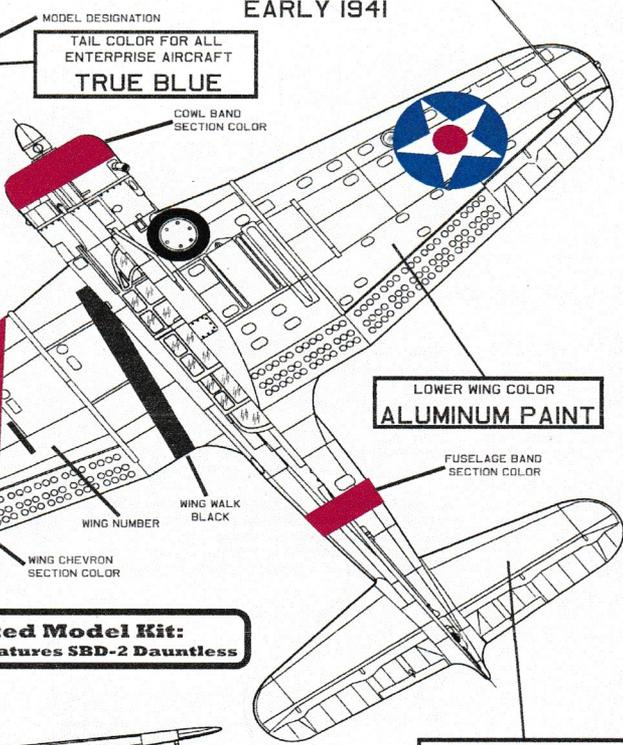 EARLY 1941
MODEL DESIGNATION
TAIL COLOR FOR ALL
ENTERPRISE AIRCRAFT
TRUE BLUE
COWL BAND
SECTION COLOR
LOWER WING COLOR
ALUMINUM PAINT
FUSELAGE BAND
SECTION COLOR
WING WALK
BLACK
WING NUMBER
WING CHEVRON
SECTION COLOR
ted Model Kit:
atures SBD-2 Dauntless